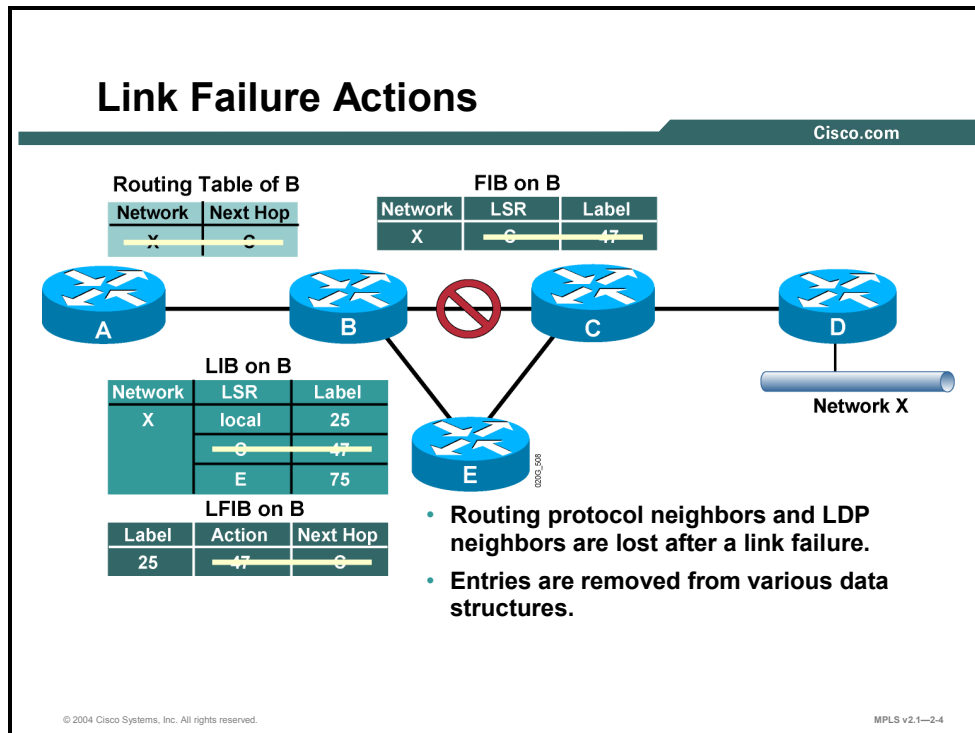 Link Failure Actions
Cisco.com
Routing Table of B
Network Next Hop
X C
FIB on B
Network LSR Label
X C 47
A
B
C
D
Network X
LIB on B
Network LSR Label
X local 25
C 47
E 75
E
020G_508
LFIB on B
Label Action Next Hop
25 47 C
• Routing protocol neighbors and LDP
neighbors are lost after a link failure.
• Entries are removed from various data
structures.
© 2004 Cisco Systems, Inc. All rights reserved.
MPLS v2.1—2-4